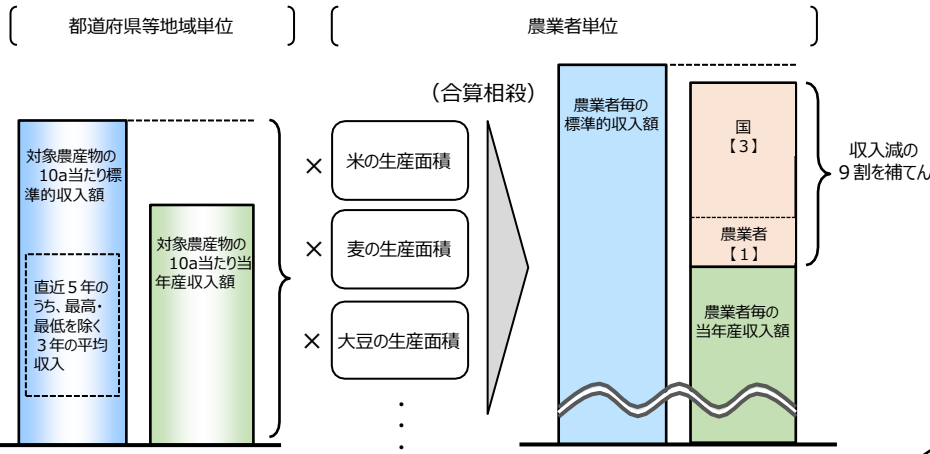 都道府県等地域単位
農業者単位
対象農産物の
10a当たり標
準的収入額
直近5年の
うち、最高・
最低を除く
3年の平均
収入
対象農産物の
10a当たり当
年産収入額
× 米の生産面積
× 麦の生産面積
× 大豆の生産面積
・
・
・
(合算相殺)
農業者毎の
標準的収入額
国
【3】
農業者
【1】
農業者毎の
当年産収入額
収入減の
9割を補てん